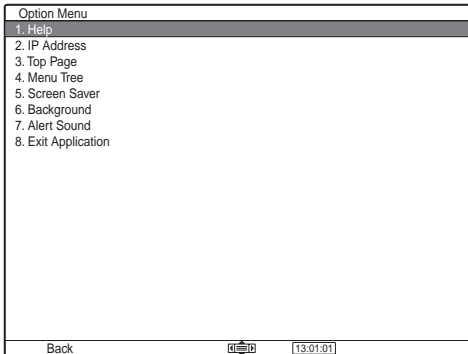 Option Menu
1. Help
2. IP Address
3. Top Page
4. Menu Tree
5. Screen Saver
6. Background
7. Alert Sound
8. Exit Application
Back 13:01:01